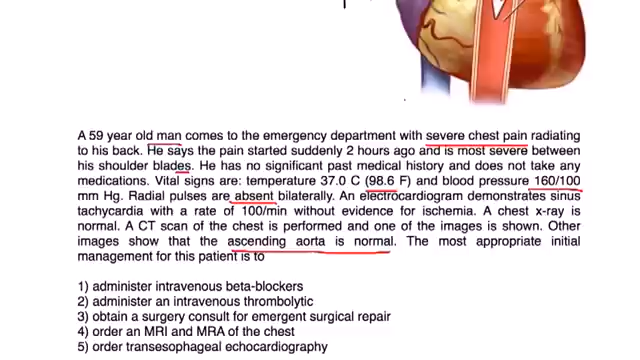 A 59 year old man comes to the emergency department with severe chest pain radiating
to his back. He says the pain started suddenly 2 hours ago and is most severe between
his shoulder blades. He has no significant past medical history and does not take any
medications. Vital signs are: temperature 37.0 C (98.6 F) and blood pressure 160/100
mm Hg. Radial pulses are absent bilaterally. An electrocardiogram demonstrates sinus
tachycardia with a rate of 100/min without evidence for ischemia. A chest x-ray is
normal. A CT scan of the chest is performed and one of the images is shown. Other
images show that the ascending aorta is normal. The most appropriate initial
management for this patient is to
1) administer intravenous beta-blockers
2) administer an intravenous thrombolytic
3) obtain a surgery consult for emergent surgical repair
4) order an MRI and MRA of the chest
5) order transesophageal echocardiography